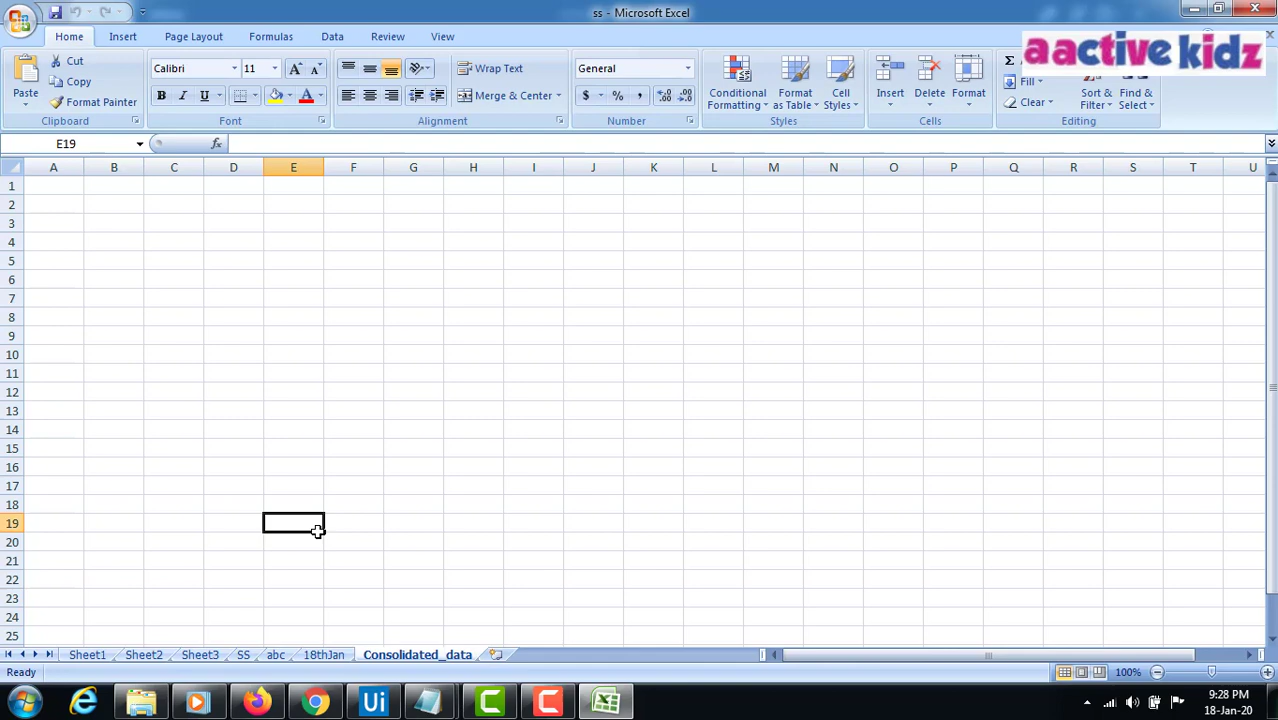 ss - Microsoft Excel
Home Insert Page Layout Formulas Data Review View
aactive kidz
Paste Cut Calibri 11 Wrap Text General Conditional Formatting Format as Table Cell Styles Insert Delete Format Σ
Copy Fill Sort & Filter Find & Select
Format Painter B I U Merge & Center $ % , Clear
Clipboard Font Alignment Number Styles Cells Editing
E19 fx
A B C D E F G H I J K L M N O P Q R S T U
1
2
3
4
5
6
7
8
9
10
11
12
13
14
15
16
17
18
19
20
21
22
23
24
25
Sheet1 Sheet2 Sheet3 SS abc 18thJan Consolidated_data
Ready 100%
Ui
9:28 PM
18-Jan-20